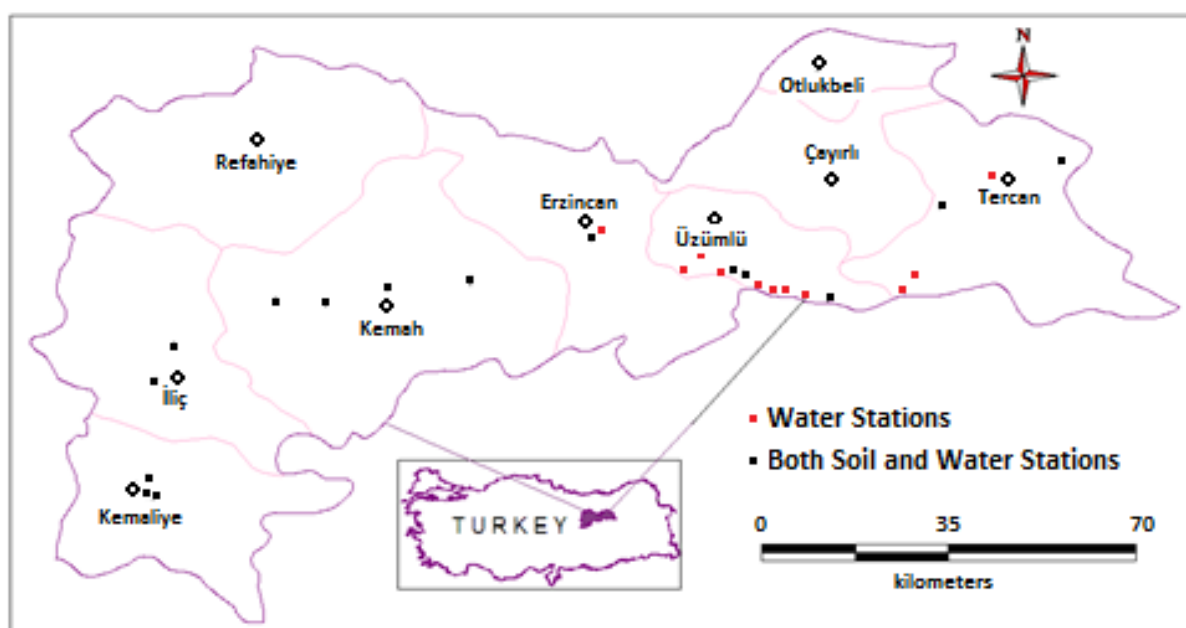 N
Otlukbeli
Refahiye
Çayırlı
Tercan
Erzincan
Üzümlü
Kemah
İliç
Kemaliye
Water Stations
Both Soil and Water Stations
TURKEY
0 35 70
kilometers